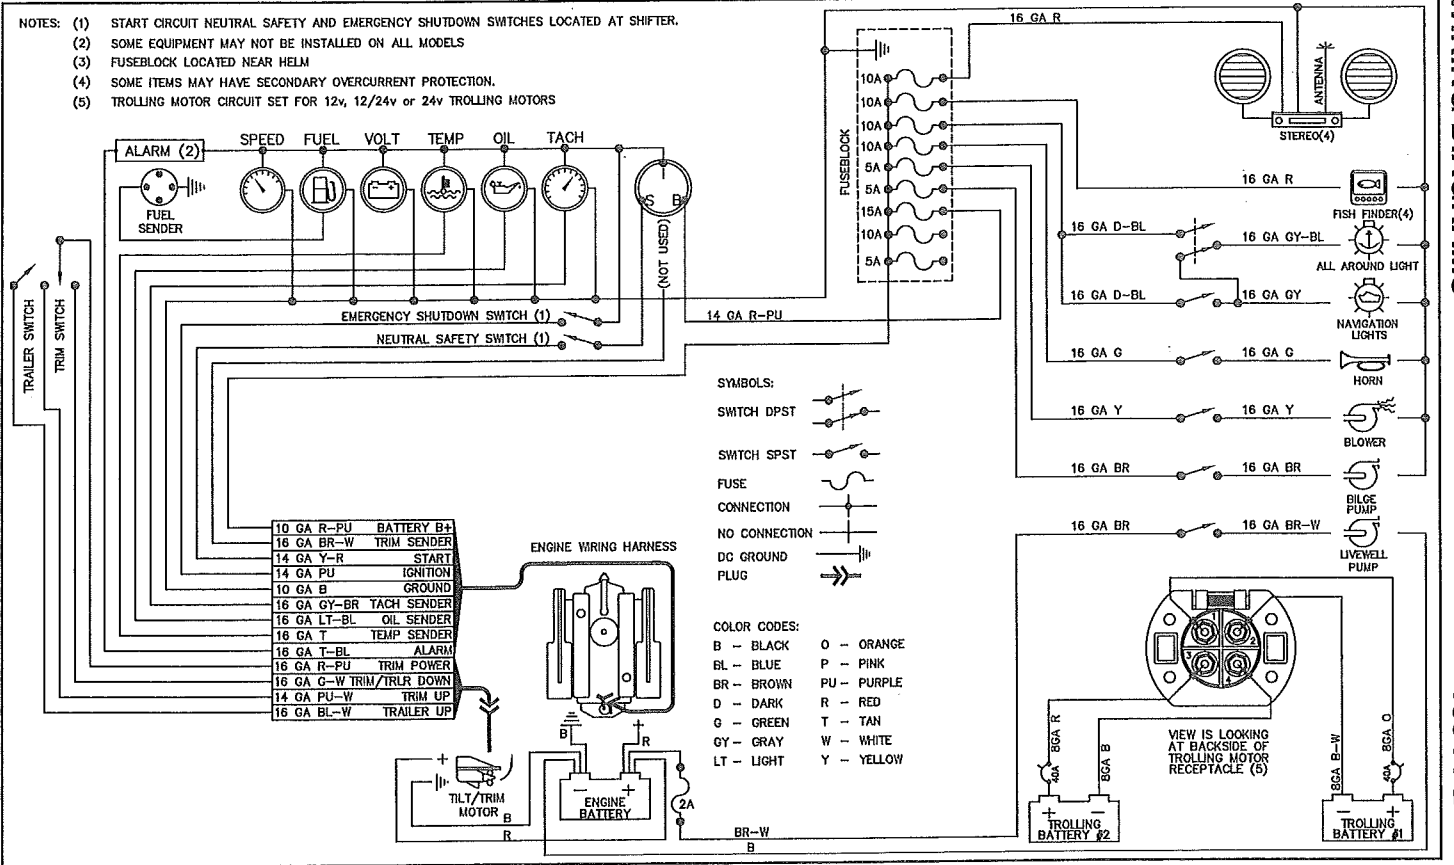 NOTES: (1) START CIRCUIT NEUTRAL SAFETY AND EMERGENCY SHUTDOWN SWITCHES LOCATED AT SHIFTER.
(2) SOME EQUIPMENT MAY NOT BE INSTALLED ON ALL MODELS
(3) FUSEBLOCK LOCATED NEAR HELM
(4) SOME ITEMS MAY HAVE SECONDARY OVERCURRENT PROTECTION.
(5) TROLLING MOTOR CIRCUIT SET FOR 12v, 12/24v or 24v TROLLING MOTORS
ALARM (2)
SPEED FUEL VOLT TEMP OIL TACH
FUEL
SENDER
S B
(NOT USED)
TRAILER SWITCH
TRIM SWITCH
EMERGENCY SHUTDOWN SWITCH (1)
NEUTRAL SAFETY SWITCH (1)
14 GA R-PU
FUSEBLOCK
10A
10A
10A
10A
5A
5A
15A
10A
5A
16 GA R
ANTENNA
STEREO(4)
16 GA R
FISH FINDER(4)
16 GA D-BL
16 GA GY-BL
ALL AROUND LIGHT
16 GA D-BL
16 GA GY
NAVIGATION
LIGHTS
16 GA G
16 GA G
HORN
16 GA Y
16 GA Y
BLOWER
16 GA BR
16 GA BR
BILGE
PUMP
16 GA BR
16 GA BR-W
LIVEWELL
PUMP
SYMBOLS:
SWITCH DPST
SWITCH SPST
FUSE
CONNECTION
NO CONNECTION
DC GROUND
PLUG
COLOR CODES:
B - BLACK
BL - BLUE
BR - BROWN
D - DARK
G - GREEN
GY - GRAY
LT - LIGHT
O - ORANGE
P - PINK
PU - PURPLE
R - RED
T - TAN
W - WHITE
Y - YELLOW
10 GA R-PU BATTERY B+
16 GA BR-W TRIM SENDER
14 GA Y-R START
14 GA PU IGNITION
10 GA B GROUND
16 GA GY-BR TACH SENDER
16 GA LT-BL OIL SENDER
16 GA T TEMP SENDER
16 GA T-BL ALARM
16 GA R-PU TRIM POWER
16 GA G-W TRIM/TRLR DOWN
14 GA PU-W TRIM UP
16 GA BL-W TRAILER UP
ENGINE WIRING HARNESS
B
+
R
- +
ENGINE
BATTERY
2A
+
TILT/TRIM
MOTOR
B
R
BR-W
B
1
2
3
4
VIEW IS LOOKING
AT BACKSIDE OF
TROLLING MOTOR
RECEPTACLE (5)
8GA R
8GA B
40A
+ -
TROLLING
BATTERY #2
8GA B-W
8GA O
40A
- +
TROLLING
BATTERY #1